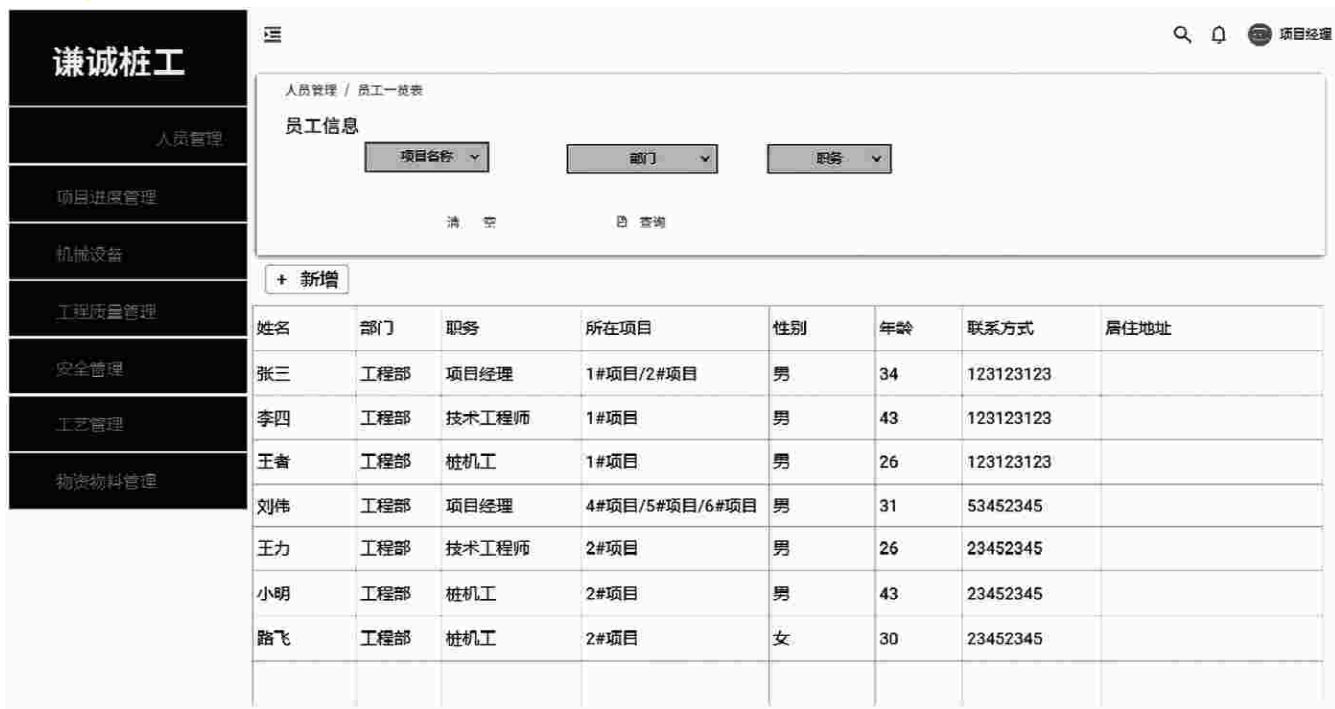 谦诚桩工
项目经理
人员管理
项目进度管理
机械设备
工程质量管理
安全管理
工艺管理
物资物料管理
人员管理 / 员工一览表
员工信息
项目名称 部门 职务
清 空 查询
+ 新增
姓名 部门 职务 所在项目 性别 年龄 联系方式 居住地址
张三 工程部 项目经理 1#项目/2#项目 男 34 123123123
李四 工程部 技术工程师 1#项目 男 43 123123123
王者 工程部 桩机工 1#项目 男 26 123123123
刘伟 工程部 项目经理 4#项目/5#项目/6#项目 男 31 53452345
王力 工程部 技术工程师 2#项目 男 26 23452345
小明 工程部 桩机工 2#项目 男 43 23452345
路飞 工程部 桩机工 2#项目 女 30 23452345